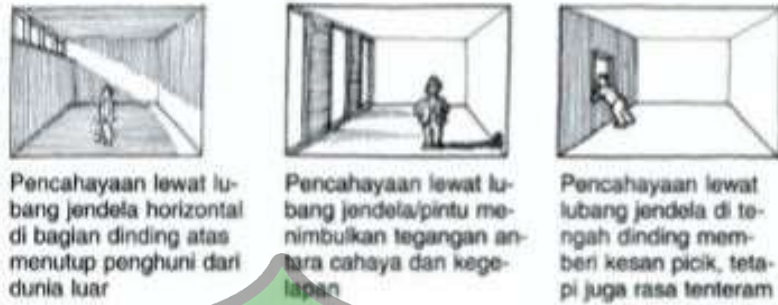 Pencahayaan lewat lu-
bang jendela horizontal
di bagian dinding atas
menutup penghuni dari
dunia luar
Pencahayaan lewat lu-
bang jendela/pintu me-
nimbulkan tegangan an-
tara cahaya dan kege-
lapan
Pencahayaan lewat
lubang jendela di te-
ngah dinding mem-
beri kesan picik, teta-
pi juga rasa tenteram